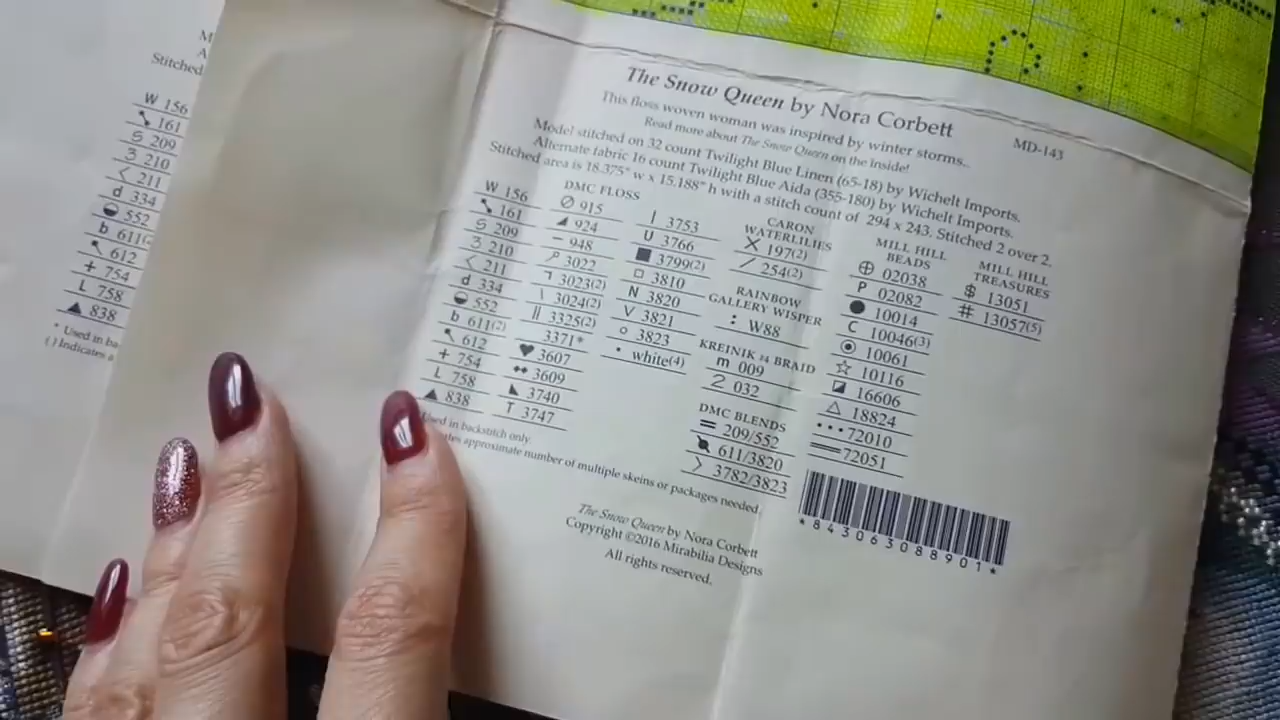 The Snow Queen by Nora Corbett
This floss woven woman was inspired by winter storms..
Read more about The Snow Queen on the inside!
MD-143
Model stitched on 32 count Twilight Blue Linen (65-18) by Wichelt Imports.
Alternate fabric 16 count Twilight Blue Aida (355-180) by Wichelt Imports.
Stitched area is 18.375" w x 15.188" h with a stitch count of 294 x 243. Stitched 2 over 2.
DMC FLOSS
W 156
161
S 209
3 210
< 211
d 334
552
b 611(2)
612
+ 754
L 758
▲ 838
Ø 915
924
− 948
3022
3023(2)
\ 3024(2)
|| 3325(2)
3371*
♥ 3607
3609
3740
T 3747
| 3753
U 3766
■ 3799(2)
□ 3810
N 3820
V 3821
○ 3823
• white(4)
CARON
WATERLILIES
X 197(2)
/ 254(2)
RAINBOW
GALLERY WISPER
: W88
KREINIK #4 BRAID
m 009
2 032
DMC BLENDS
= 209/552
611/3820
> 3782/3823
MILL HILL
BEADS
⊕ 02038
P 02082
● 10014
C 10046(3)
◉ 10061
☆ 10116
16606
△ 18824
••• 72010
72051
MILL HILL
TREASURES
$ 13051
# 13057(5)
Used in backstitch only.
approximate number of multiple skeins or packages needed.
The Snow Queen by Nora Corbett
Copyright ©2016 Mirabilia Designs
All rights reserved.
*843063088901*
M
A
Stitched
W 156
161
S 209
3 210
< 211
d 334
552
b 611(
612
+ 754
L 758
▲ 838
* Used in ba
( ) Indicates a